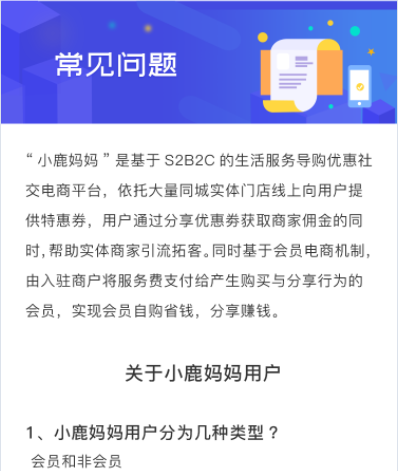 常见问题
“小鹿妈妈”是基于 S2B2C 的生活服务导购优惠社
交电商平台，依托大量同城实体门店线上向用户提
供特惠券，用户通过分享优惠券获取商家佣金的同
时,帮助实体商家引流拓客。同时基于会员电商机制，
由入驻商户将服务费支付给产生购买与分享行为的
会员，实现会员自购省钱，分享赚钱。
关于小鹿妈妈用户
1、小鹿妈妈用户分为几种类型？
会员和非会员